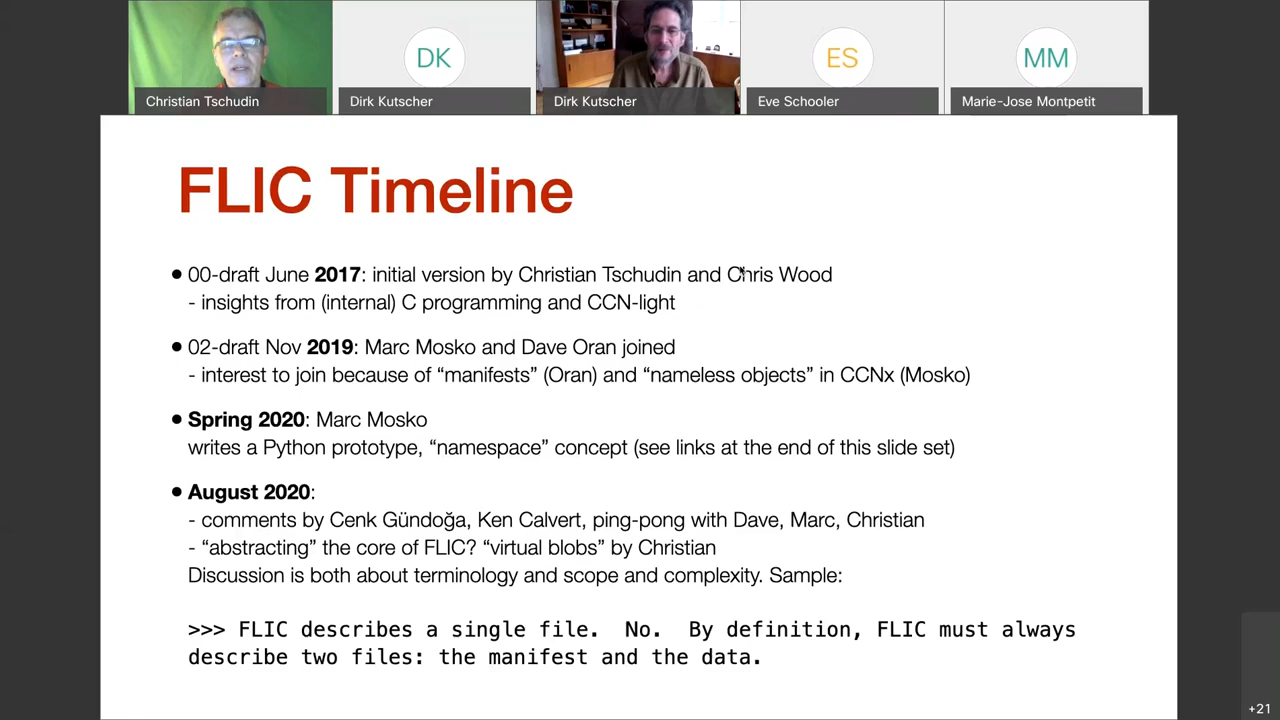 DK
ES
MM
Christian Tschudin
Dirk Kutscher
Dirk Kutscher
Eve Schooler
Marie-Jose Montpetit
FLIC Timeline
• 00-draft June 2017: initial version by Christian Tschudin and Chris Wood
- insights from (internal) C programming and CCN-light
• 02-draft Nov 2019: Marc Mosko and Dave Oran joined
- interest to join because of “manifests” (Oran) and “nameless objects” in CCNx (Mosko)
• Spring 2020: Marc Mosko
writes a Python prototype, “namespace” concept (see links at the end of this slide set)
• August 2020:
- comments by Cenk Gündoğa, Ken Calvert, ping-pong with Dave, Marc, Christian
- “abstracting” the core of FLIC? “virtual blobs” by Christian
Discussion is both about terminology and scope and complexity. Sample:
>>> FLIC describes a single file. No. By definition, FLIC must always
describe two files: the manifest and the data.
+21